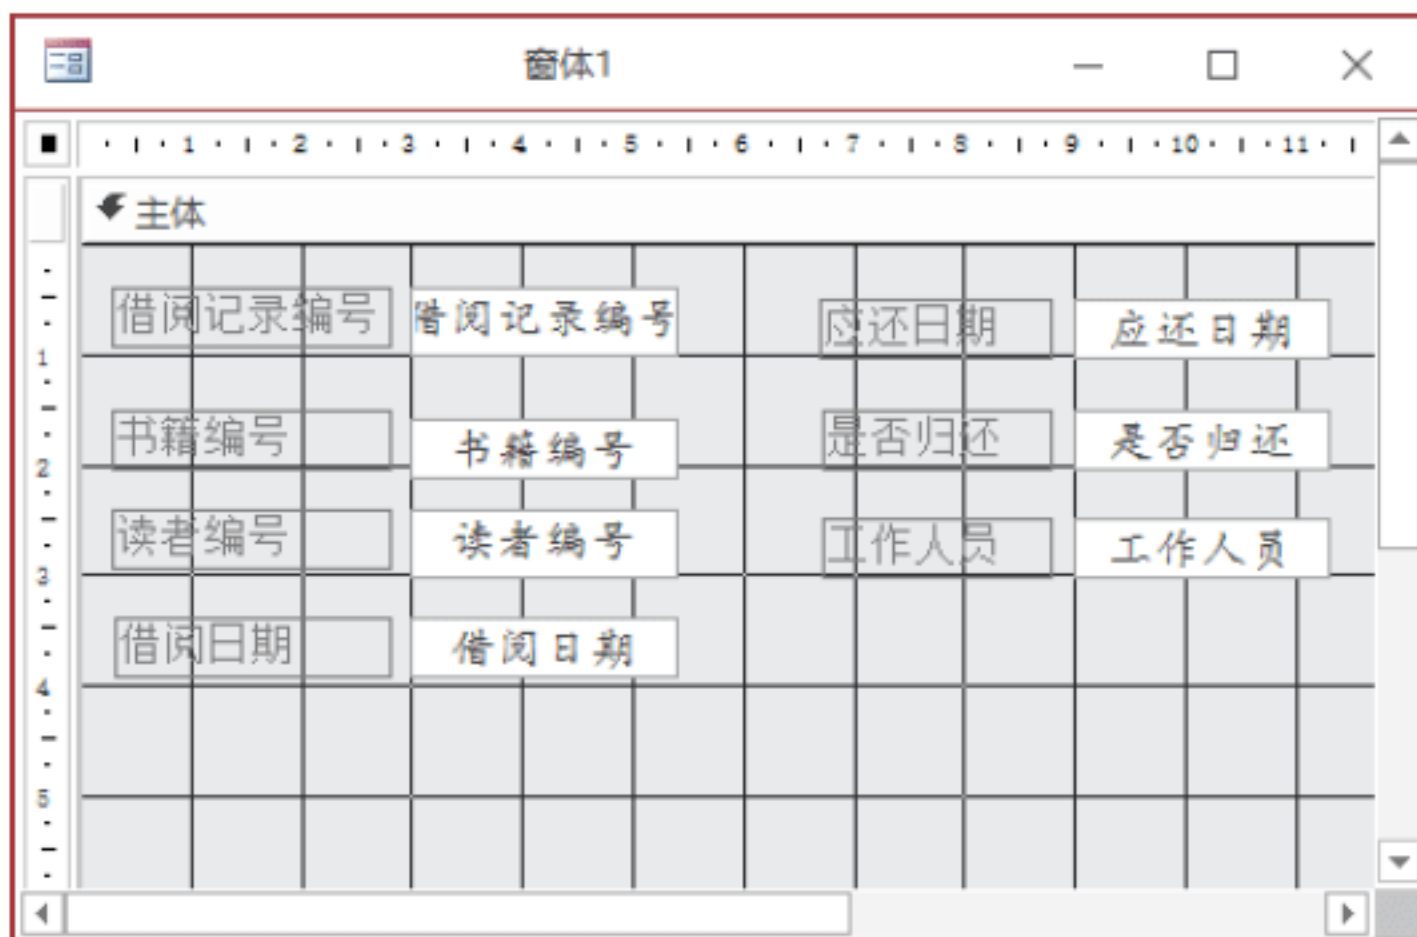 窗体1
1 2 3 4 5 6 7 8 9 10 11
主体
借阅记录编号 借阅记录编号 应还日期 应还日期
1
书籍编号 书籍编号 是否归还 是否归还
2
读者编号 读者编号 工作人员 工作人员
3
借阅日期 借阅日期
4
5